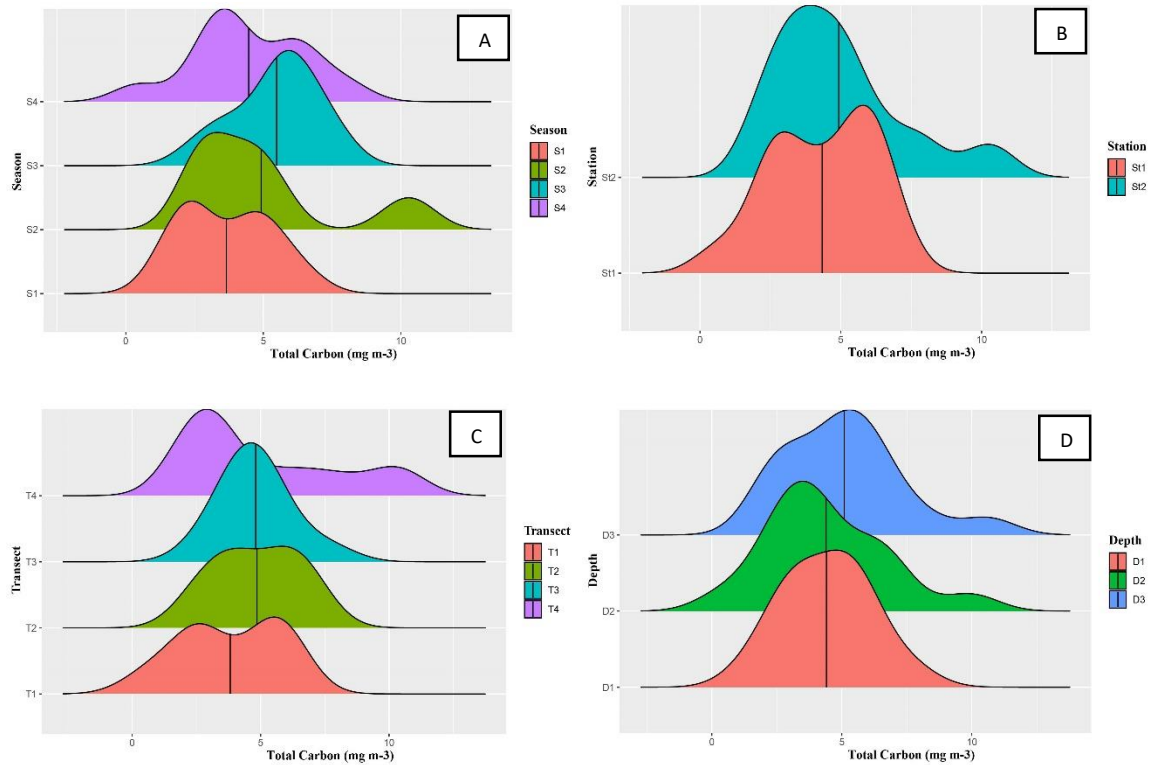 A
S4
S3
S2
S1
Season
0
5
10
Total Carbon (mg m-3)
Season
S1
S2
S3
S4
B
St2
St1
Station
0
5
10
Total Carbon (mg m-3)
Station
St1
St2
C
T4
T3
T2
T1
Transect
0
5
10
Total Carbon (mg m-3)
Transect
T1
T2
T3
T4
D
D3
D2
D1
Depth
0
5
10
Total Carbon (mg m-3)
Depth
D1
D2
D3